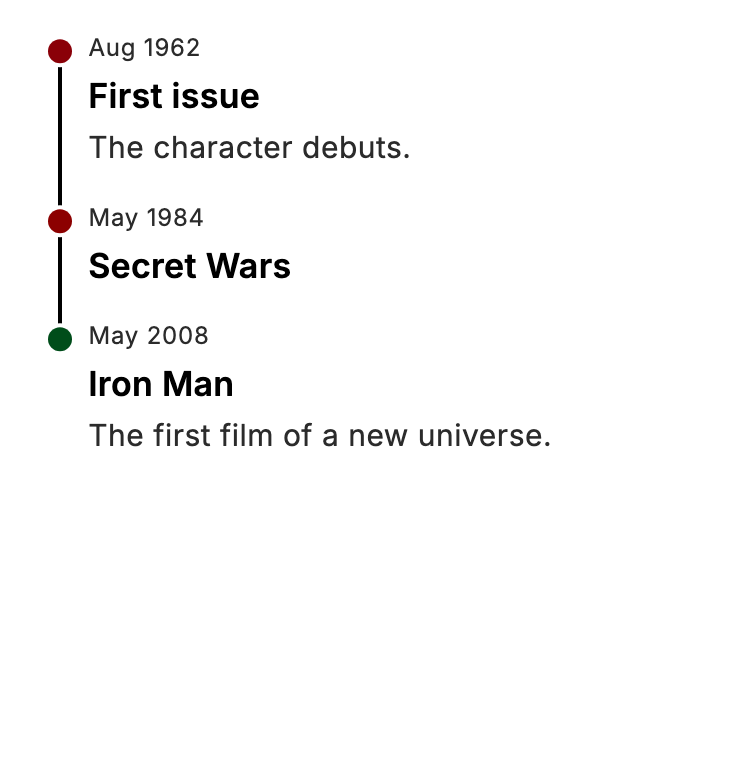 Aug 1962
First issue
The character debuts.
May 1984
Secret Wars
May 2008
Iron Man
The first film of a new universe.